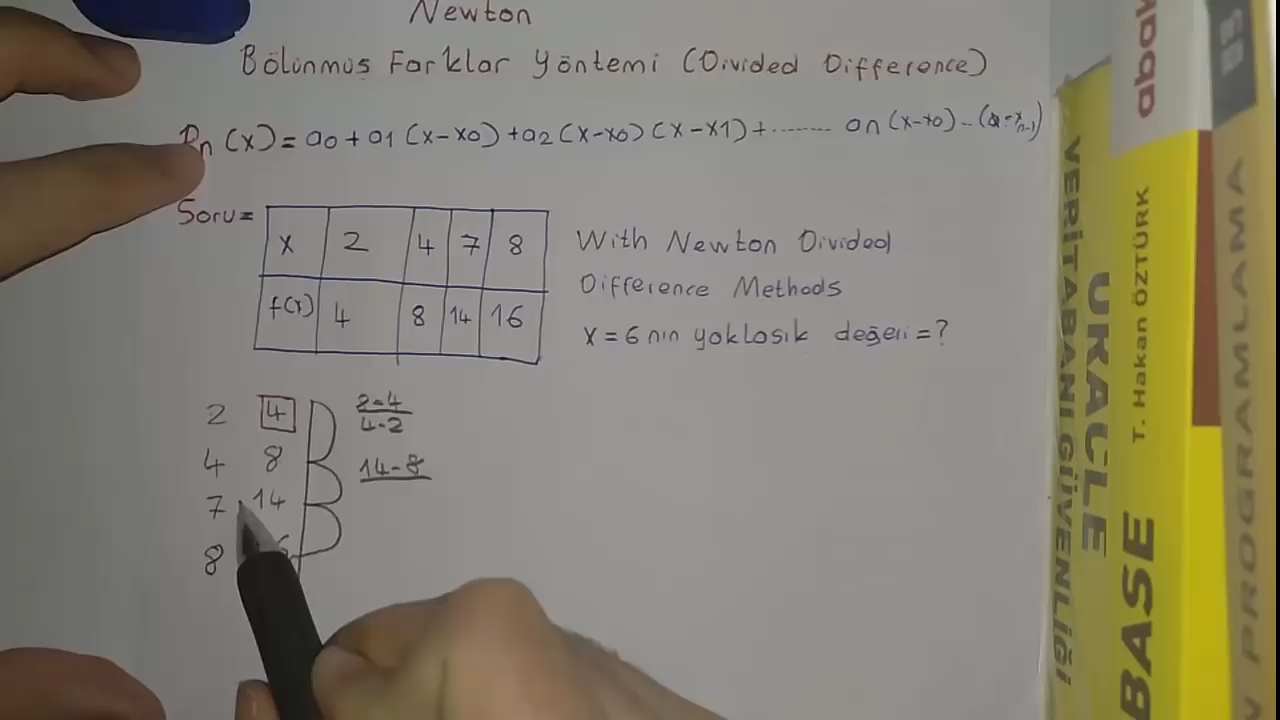 Newton
Bölünmüş Farklar Yöntemi (Divided Difference)
Pn(x) = a0 + a1 (x-x0) + a2 (x-x0) (x-x1) + ........ an (x-x0) - (x-xn-1)
Soru=
x 2 4 7 8
f(x) 4 8 14 16
With Newton Divided
Difference Methods
x = 6 nın yaklaşık değeri = ?
2 4
4 8
7 14
8
8-4
4-2
14-8
abak
VERİTABANI GÜVENLİĞİ
ORACLE
T. Hakan ÖZTÜRK
BASE
PROGRAMLAMA